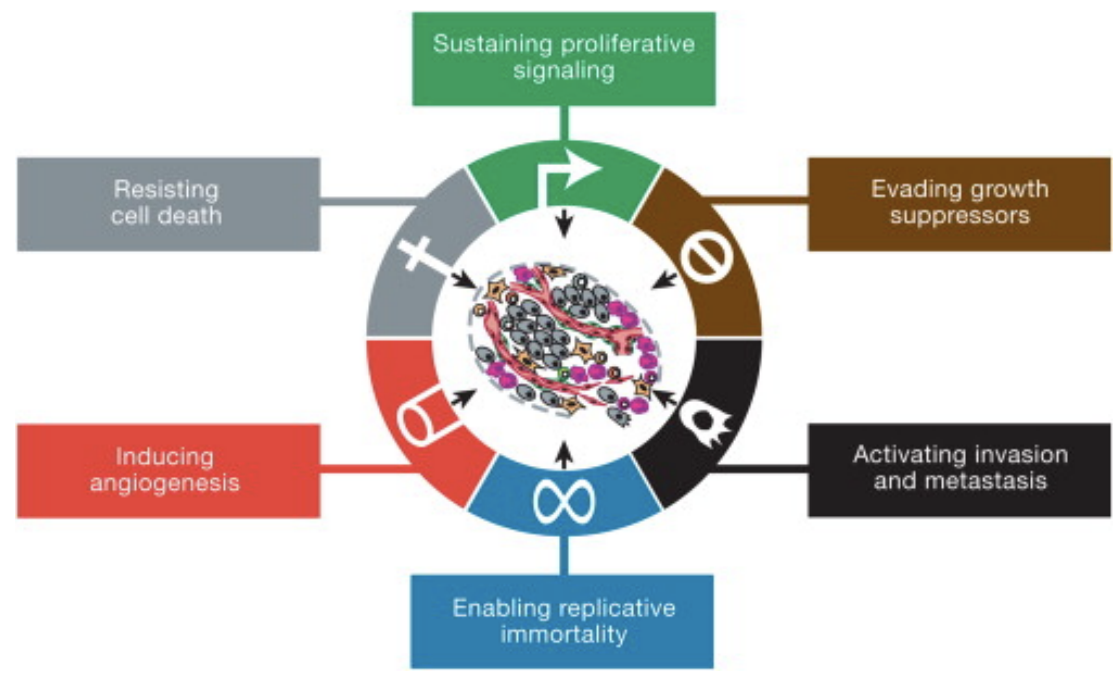 Sustaining proliferative
signaling
Resisting
cell death
Evading growth
suppressors
Inducing
angiogenesis
Activating invasion
and metastasis
Enabling replicative
immortality